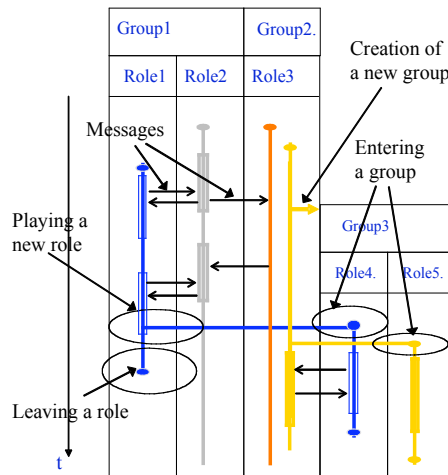 Group1
Group2.
Creation of
a new group
Role1
Role2
Role3
Messages
Entering
a group
Playing a
new role
Group3
Role4.
Role5.
Leaving a role
t